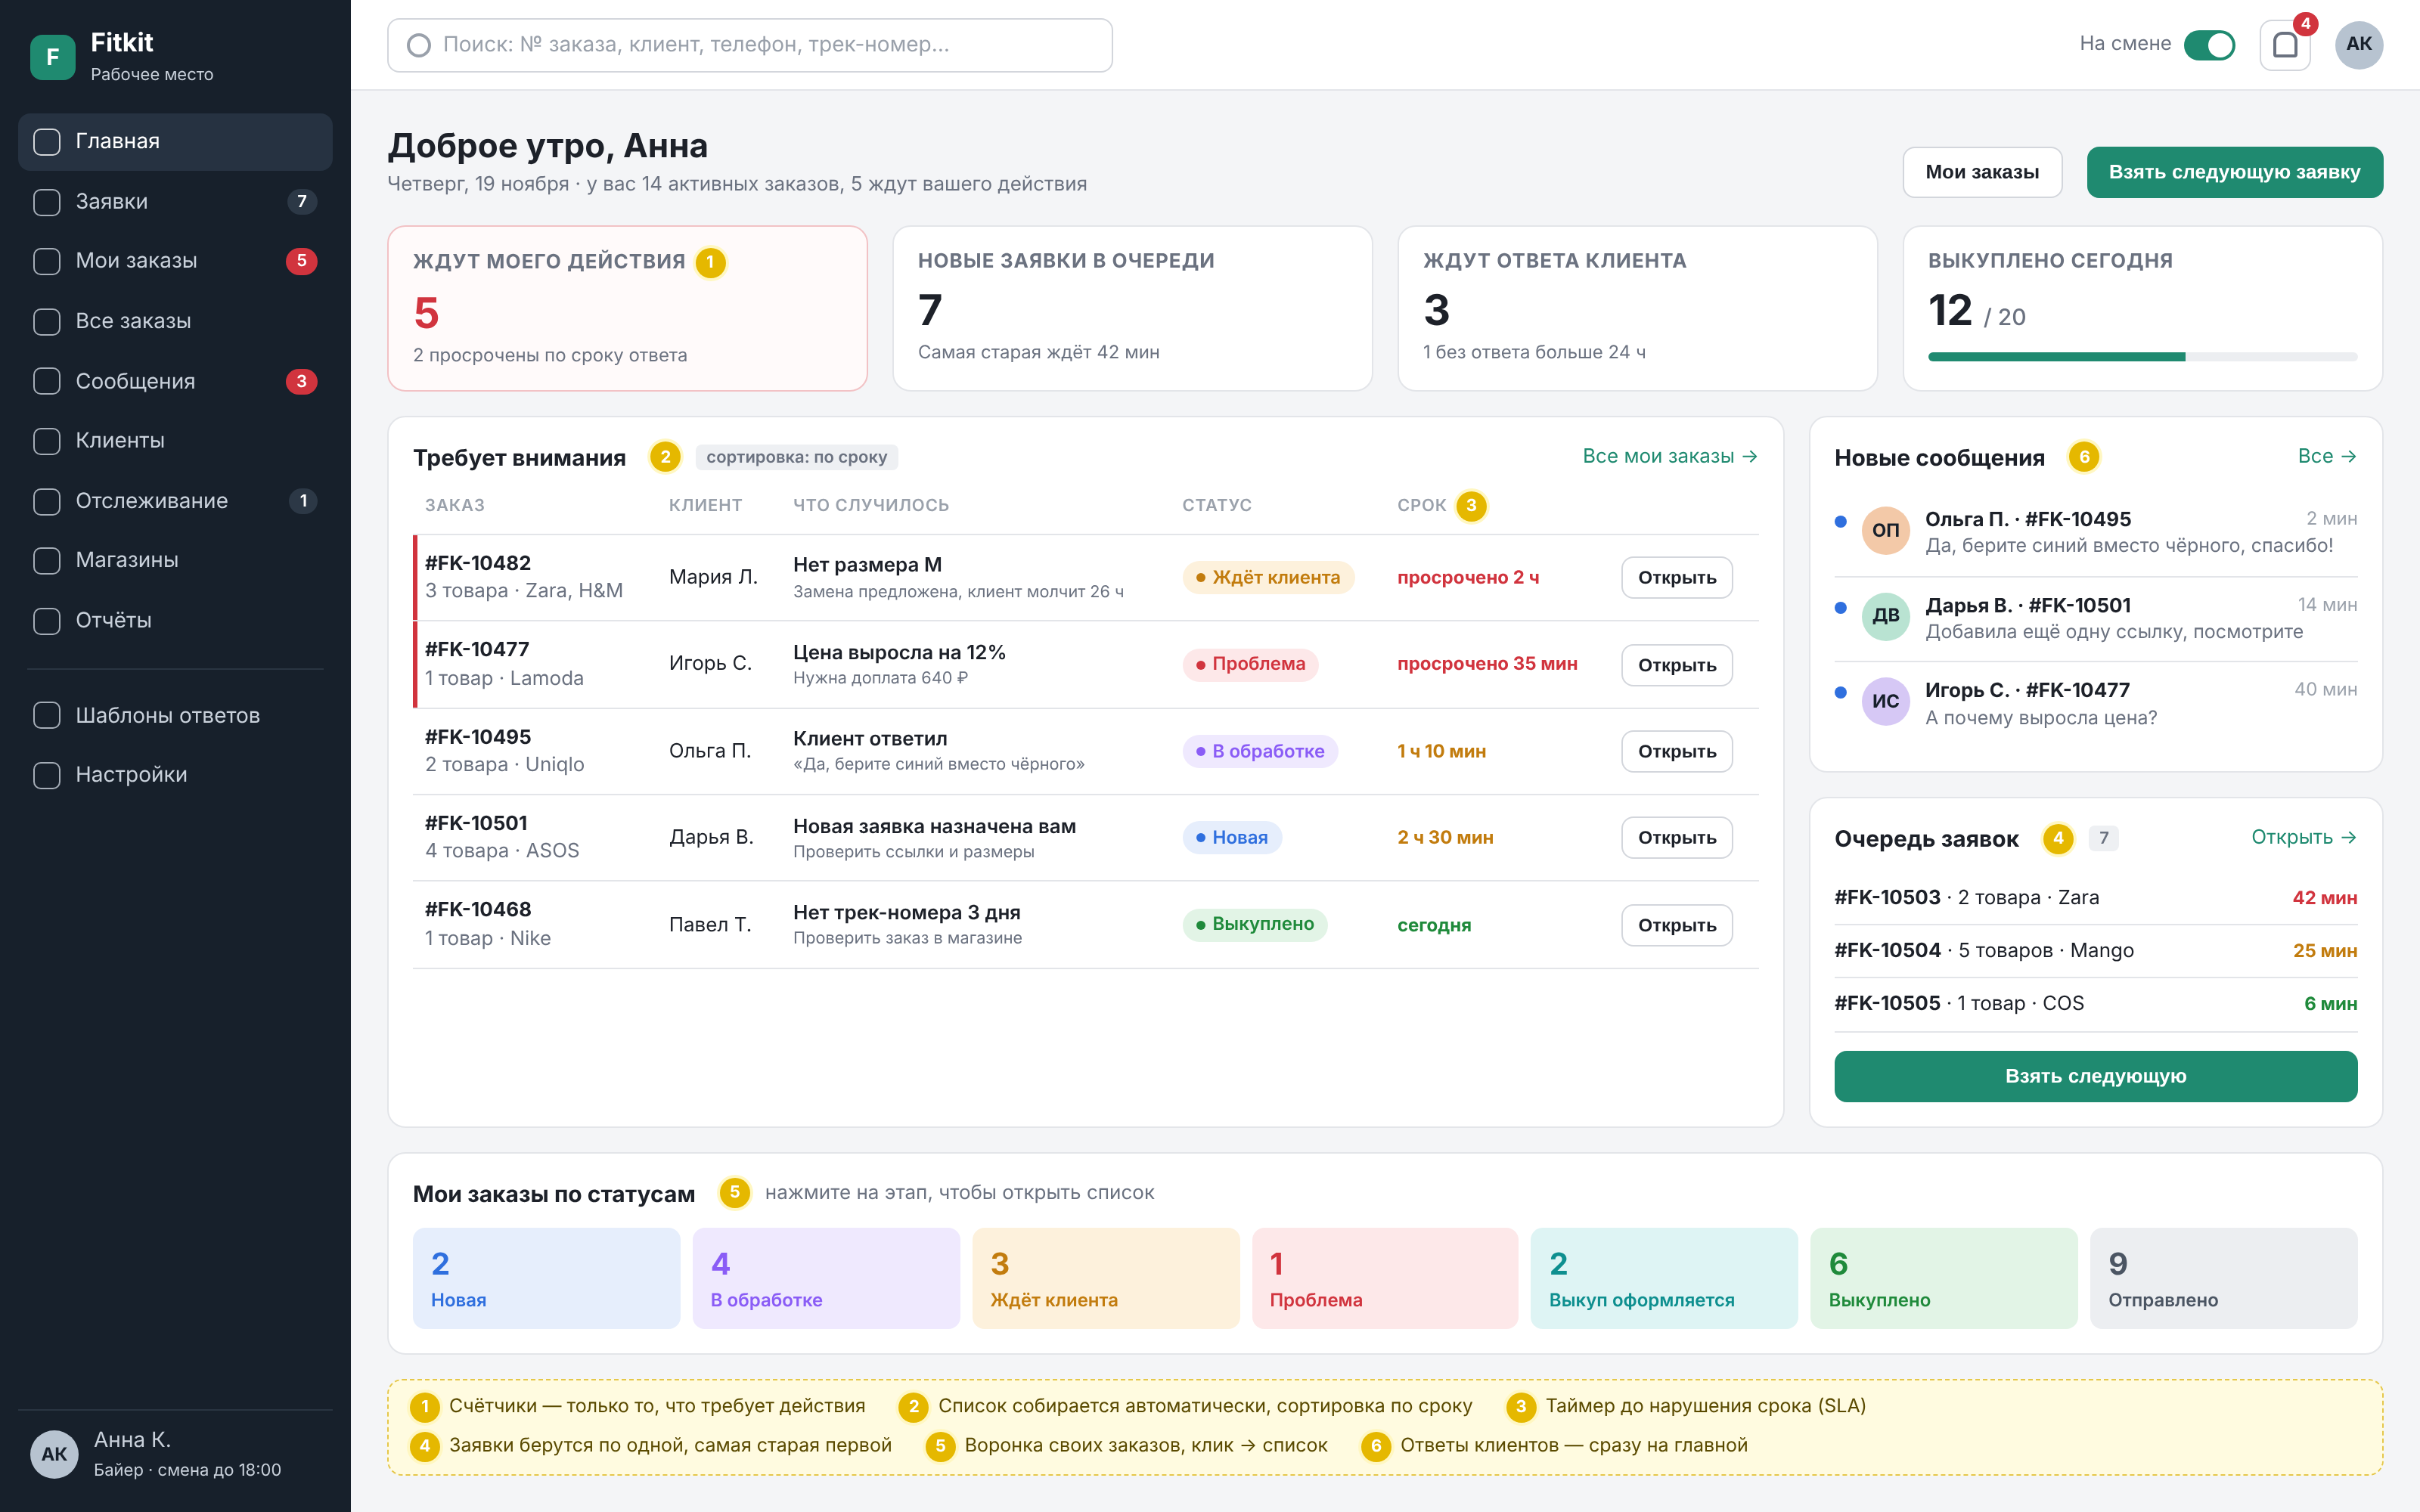 F
Fitkit
Рабочее место
Главная
Заявки 7
Мои заказы 5
Все заказы
Сообщения 3
Клиенты
Отслеживание 1
Магазины
Отчёты
Шаблоны ответов
Настройки
АК
Анна К.
Байер · смена до 18:00
Поиск: № заказа, клиент, телефон, трек-номер...
На смене
4
АК
Доброе утро, Анна
Четверг, 19 ноября · у вас 14 активных заказов, 5 ждут вашего действия
Мои заказы
Взять следующую заявку
ЖДУТ МОЕГО ДЕЙСТВИЯ 1
5
2 просрочены по сроку ответа
НОВЫЕ ЗАЯВКИ В ОЧЕРЕДИ
7
Самая старая ждёт 42 мин
ЖДУТ ОТВЕТА КЛИЕНТА
3
1 без ответа больше 24 ч
ВЫКУПЛЕНО СЕГОДНЯ
12 / 20
Требует внимания 2 сортировка: по сроку
Все мои заказы →
ЗАКАЗ КЛИЕНТ ЧТО СЛУЧИЛОСЬ СТАТУС СРОК 3
#FK-10482
3 товара · Zara, H&M
Мария Л.
Нет размера M
Замена предложена, клиент молчит 26 ч
Ждёт клиента
просрочено 2 ч
Открыть
#FK-10477
1 товар · Lamoda
Игорь С.
Цена выросла на 12%
Нужна доплата 640 ₽
Проблема
просрочено 35 мин
Открыть
#FK-10495
2 товара · Uniqlo
Ольга П.
Клиент ответил
«Да, берите синий вместо чёрного»
В обработке
1 ч 10 мин
Открыть
#FK-10501
4 товара · ASOS
Дарья В.
Новая заявка назначена вам
Проверить ссылки и размеры
Новая
2 ч 30 мин
Открыть
#FK-10468
1 товар · Nike
Павел Т.
Нет трек-номера 3 дня
Проверить заказ в магазине
Выкуплено
сегодня
Открыть
Новые сообщения 6
Все →
ОП
Ольга П. · #FK-10495 2 мин
Да, берите синий вместо чёрного, спасибо!
ДВ
Дарья В. · #FK-10501 14 мин
Добавила ещё одну ссылку, посмотрите
ИС
Игорь С. · #FK-10477 40 мин
А почему выросла цена?
Очередь заявок 4 7
Открыть →
#FK-10503 · 2 товара · Zara 42 мин
#FK-10504 · 5 товаров · Mango 25 мин
#FK-10505 · 1 товар · COS 6 мин
Взять следующую
Мои заказы по статусам 5 нажмите на этап, чтобы открыть список
2
Новая
4
В обработке
3
Ждёт клиента
1
Проблема
2
Выкуп оформляется
6
Выкуплено
9
Отправлено
1 Счётчики — только то, что требует действия 2 Список собирается автоматически, сортировка по сроку 3 Таймер до нарушения срока (SLA)
4 Заявки берутся по одной, самая старая первой 5 Воронка своих заказов, клик → список 6 Ответы клиентов — сразу на главной